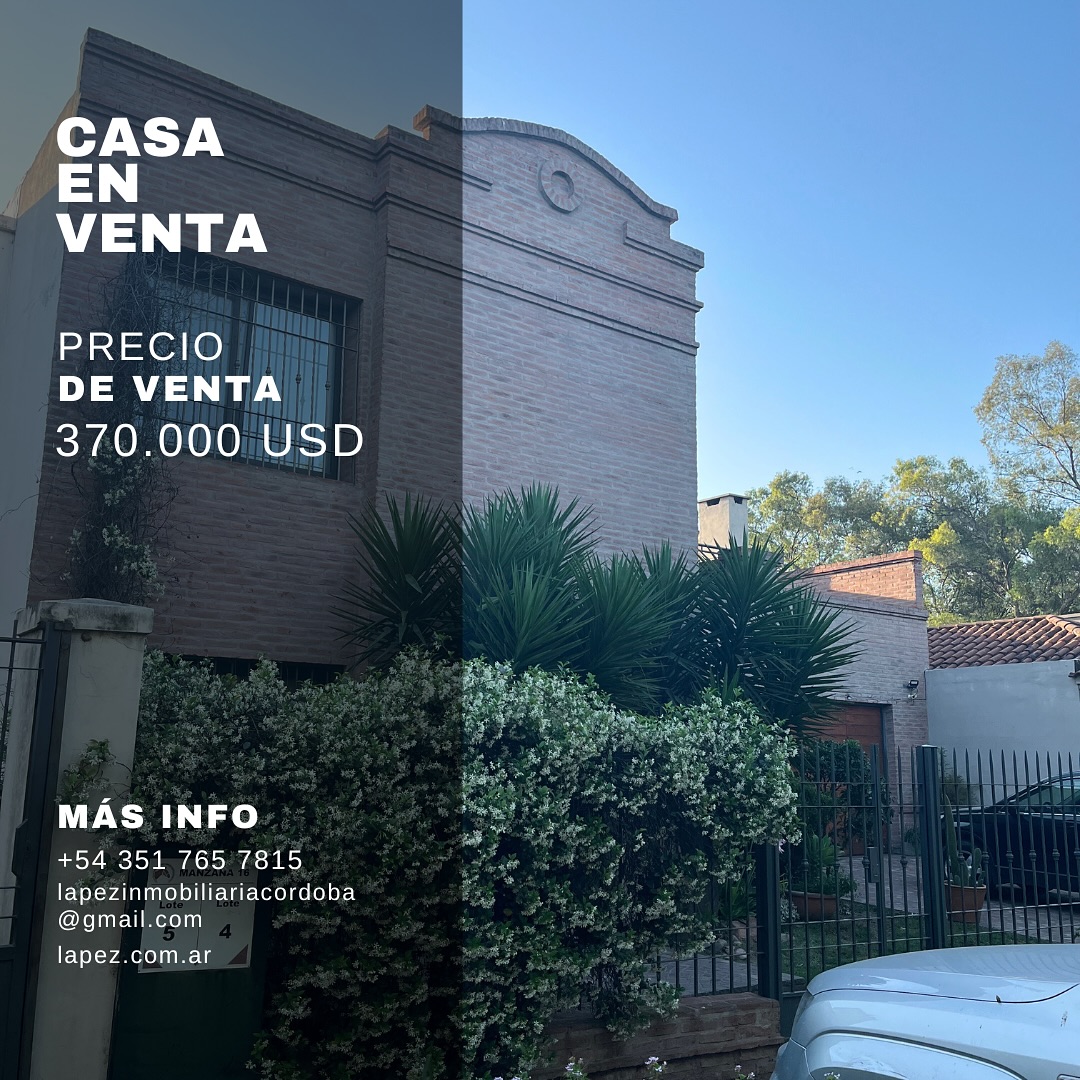 CASA
EN
VENTA
PRECIO
DE VENTA
370.000 USD
MÁS INFO
+54 351 765 7815
MANZANA 16
lapezinmobiliariacordoba
Lote Lote
@gmail.com
5 4
lapez.com.ar